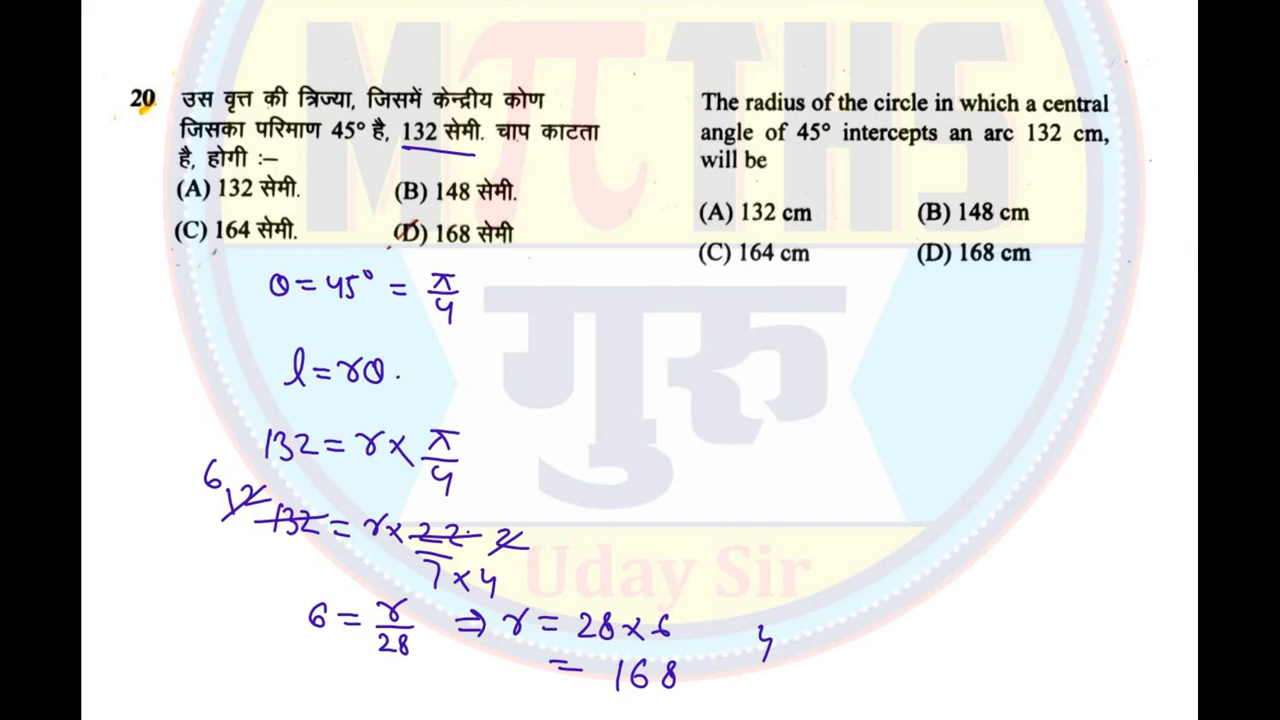 MπTHS
20 उस वृत्त की त्रिज्या, जिसमें केन्द्रीय कोण
जिसका परिमाण 45° है, 132 सेमी. चाप काटता
है, होगी :–
(A) 132 सेमी. (B) 148 सेमी.
(C) 164 सेमी. (D) 168 सेमी
The radius of the circle in which a central
angle of 45° intercepts an arc 132 cm,
will be
(A) 132 cm (B) 148 cm
(C) 164 cm (D) 168 cm
θ = 45° = π/4
l = rθ.
132 = r × π/4
6 12 132 = r × 22 2 / 7 × 4
6 = r/28 ⇒ r = 28 × 6
= 168
गुरु
Uday Sir